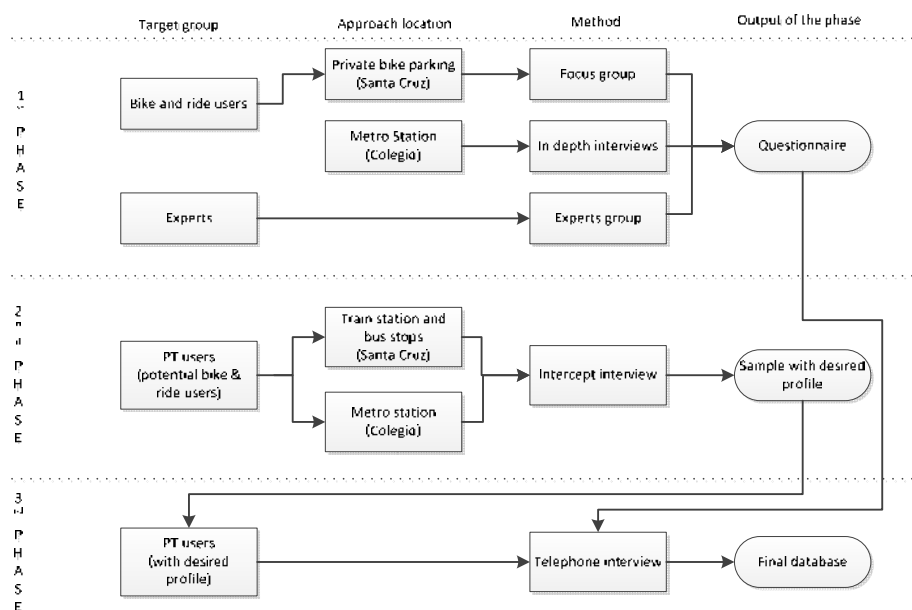 Target group
Approach location
Method
Output of the phase
1
P
H
A
S
E
Bike and ride users
Private bike parking
(Santa Cruz)
Focus group
Metro Station
(Colegio)
In depth interviews
Questionnaire
Experts
Experts group
2
P
H
A
S
E
PT users
(potential bike &
ride users)
Train station and
bus stops
(Santa Cruz)
Metro station
(Colegio)
Intercept interview
Sample with desired
profile
3
P
H
A
S
E
PT users
(with desired
profile)
Telephone interview
Final database